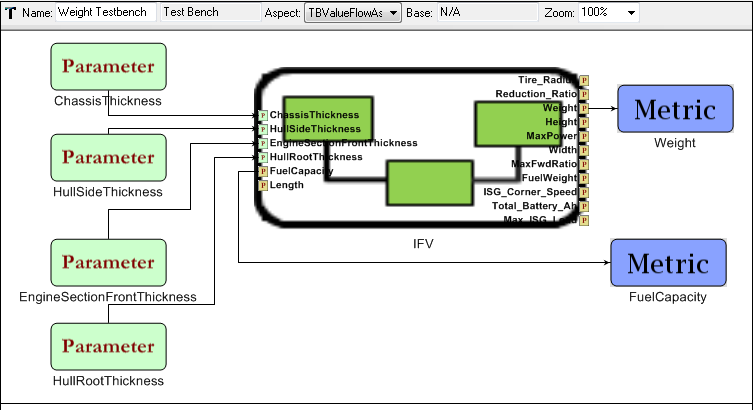 Name: Weight Testbench Test Bench Aspect: TBValueFlowAs Base: N/A Zoom: 100%
Parameter
ChassisThickness
Parameter
HullSideThickness
Parameter
EngineSectionFrontThickness
Parameter
HullRootThickness
P ChassisThickness
P HullSideThickness
P EngineSectionFrontThickness
P HullRootThickness
P FuelCapacity
P Length
Tire_Radius P
Reduction_Ratio P
Weight P
Height P
MaxPower P
Width P
MaxFwdRatio P
FuelWeight P
ISG_Corner_Speed P
Total_Battery_Ah P
Max_ISG_Load P
IFV
Metric
Weight
Metric
FuelCapacity